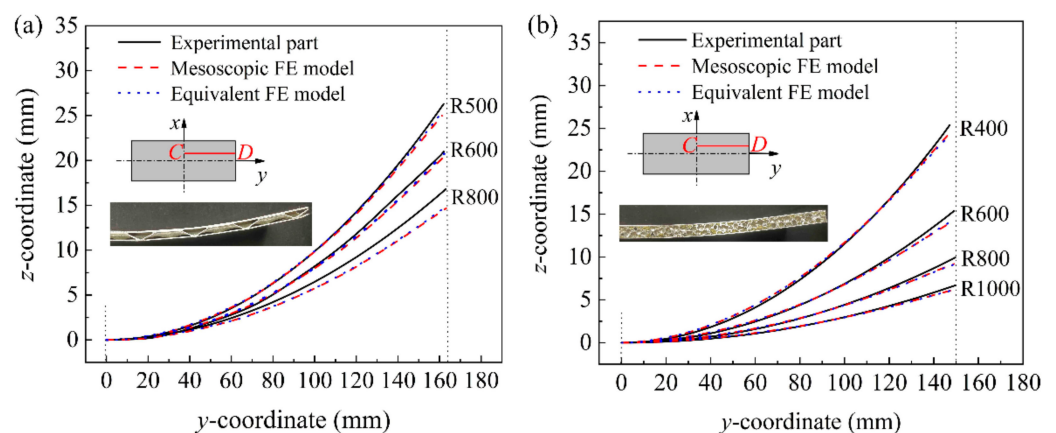 (a)
35
30
25
20
15
10
5
0
z-coordinate (mm)
Experimental part
Mesoscopic FE model
Equivalent FE model
x
C
D
y
R500
R600
R800
0 20 40 60 80 100 120 140 160 180
y-coordinate (mm)
(b)
35
30
25
20
15
10
5
0
z-coordinate (mm)
Experimental part
Mesoscopic FE model
Equivalent FE model
x
C
D
y
R400
R600
R800
R1000
0 20 40 60 80 100 120 140 160 180
y-coordinate (mm)